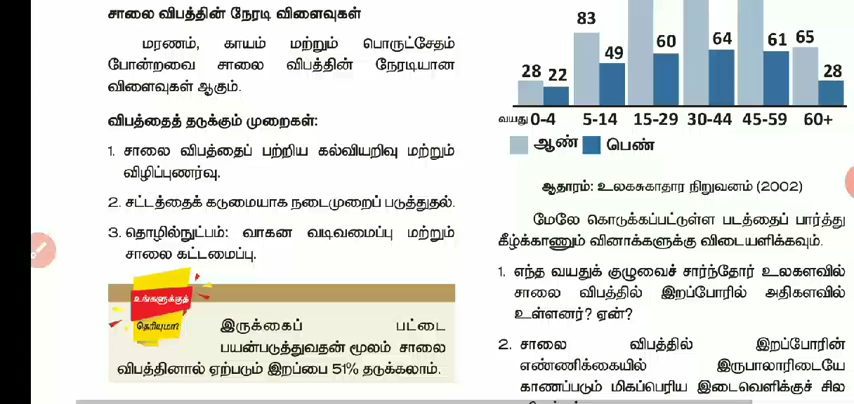 சாலை விபத்தின் நேரடி விளைவுகள்
மரணம், காயம் மற்றும் பொருட்சேதம்
போன்றவை சாலை விபத்தின் நேரடியான
விளைவுகள் ஆகும்.
விபத்தைத் தடுக்கும் முறைகள்:
1. சாலை விபத்தைப் பற்றிய கல்வியறிவு மற்றும்
விழிப்புணர்வு.
2. சட்டத்தைக் கடுமையாக நடைமுறைப் படுத்துதல்.
3. தொழில்நுட்பம்: வாகன வடிவமைப்பு மற்றும்
சாலை கட்டமைப்பு.
உங்களுக்குத்
தெரியுமா?
இருக்கைப் பட்டை
பயன்படுத்துவதன் மூலம் சாலை
விபத்தினால் ஏற்படும் இறப்பை 51% தடுக்கலாம்.
83
49 60 64 61 65
28 22 28
வயது 0-4 5-14 15-29 30-44 45-59 60+
ஆண் பெண்
ஆதாரம்: உலகசுகாதார நிறுவனம் (2002)
மேலே கொடுக்கப்பட்டுள்ள படத்தைப் பார்த்து
கீழ்க்காணும் வினாக்களுக்கு விடையளிக்கவும்.
1. எந்த வயதுக் குழுவைச் சார்ந்தோர் உலகளவில்
சாலை விபத்தில் இறப்போரில் அதிகளவில்
உள்ளனர்? ஏன்?
2. சாலை விபத்தில் இறப்போரின்
எண்ணிக்கையில் இருபாலாரிடையே
காணப்படும் மிகப்பெரிய இடைவெளிக்குச் சில